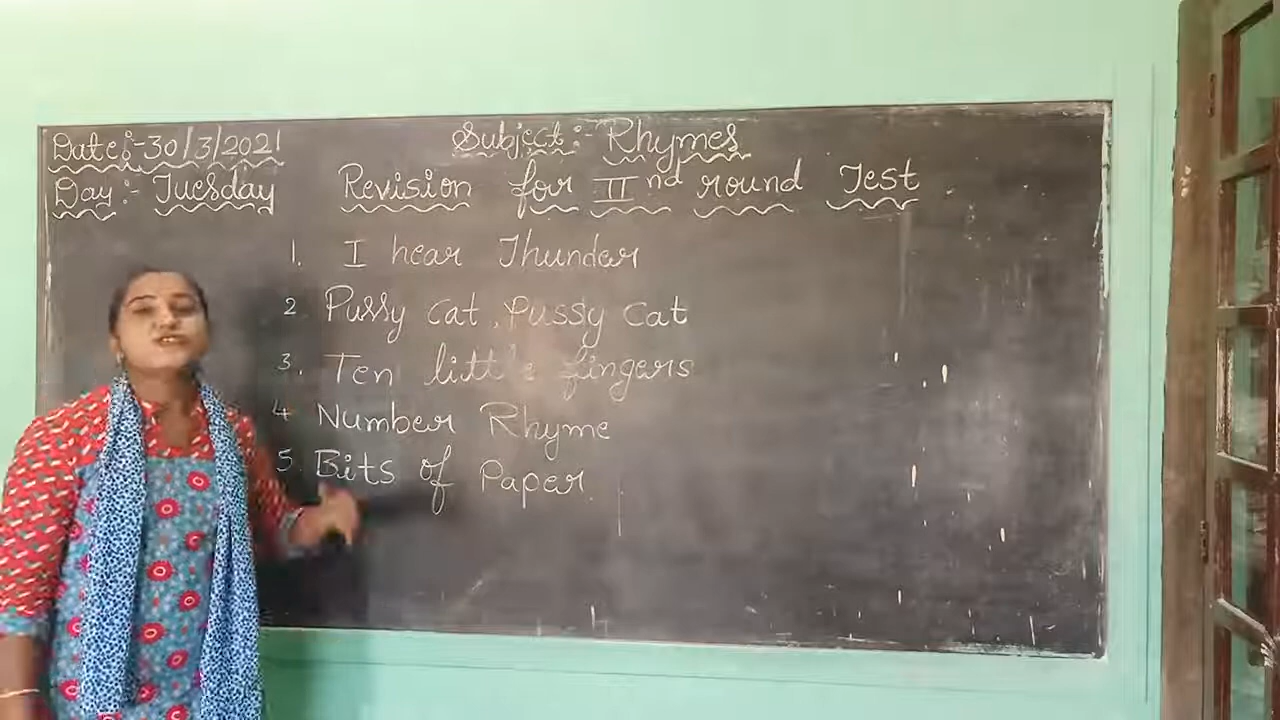 Date:-30/3/2021
Subject:- Rhymes
Day:- Tuesday
Revision for IInd round Test
1. I hear Thunder
2 Pussy cat, Pussy cat
3. Ten little fingers
4 Number Rhyme
5. Bits of Paper.